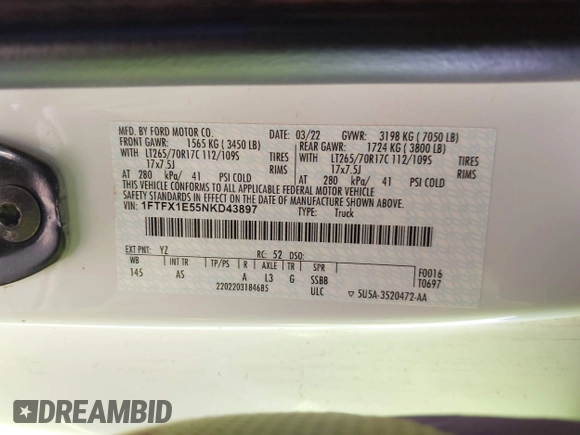 MFD. BY FORD MOTOR CO. DATE: 03/22 GVWR: 3198 KG ( 7050 LB)
FRONT GAWR: 1565 KG ( 3450 LB) REAR GAWR: 1724 KG ( 3800 LB)
WITH LT265/70R17C 112/109S TIRES WITH LT265/70R17C 112/109S TIRES
17x7.5J RIMS 17x7.5J RIMS
AT 280 kPa/ 41 PSI COLD AT 280 kPa/ 41 PSI COLD
THIS VEHICLE CONFORMS TO ALL APPLICABLE FEDERAL MOTOR VEHICLE
SAFETY STANDARDS IN EFFECT ON THE DATE OF MANUFACTURE SHOWN ABOVE.
VIN: 1FTFX1E55NKD43897 TYPE: Truck
EXT PNT: YZ RC: 52 DSO: F0016
WB INT TR TP/PS R AXLE TR SPR T0697
145 A5 A L3 G SSBB
2202203184685 ULC ▽ 5U5A-3520472-AA
DREAMBID